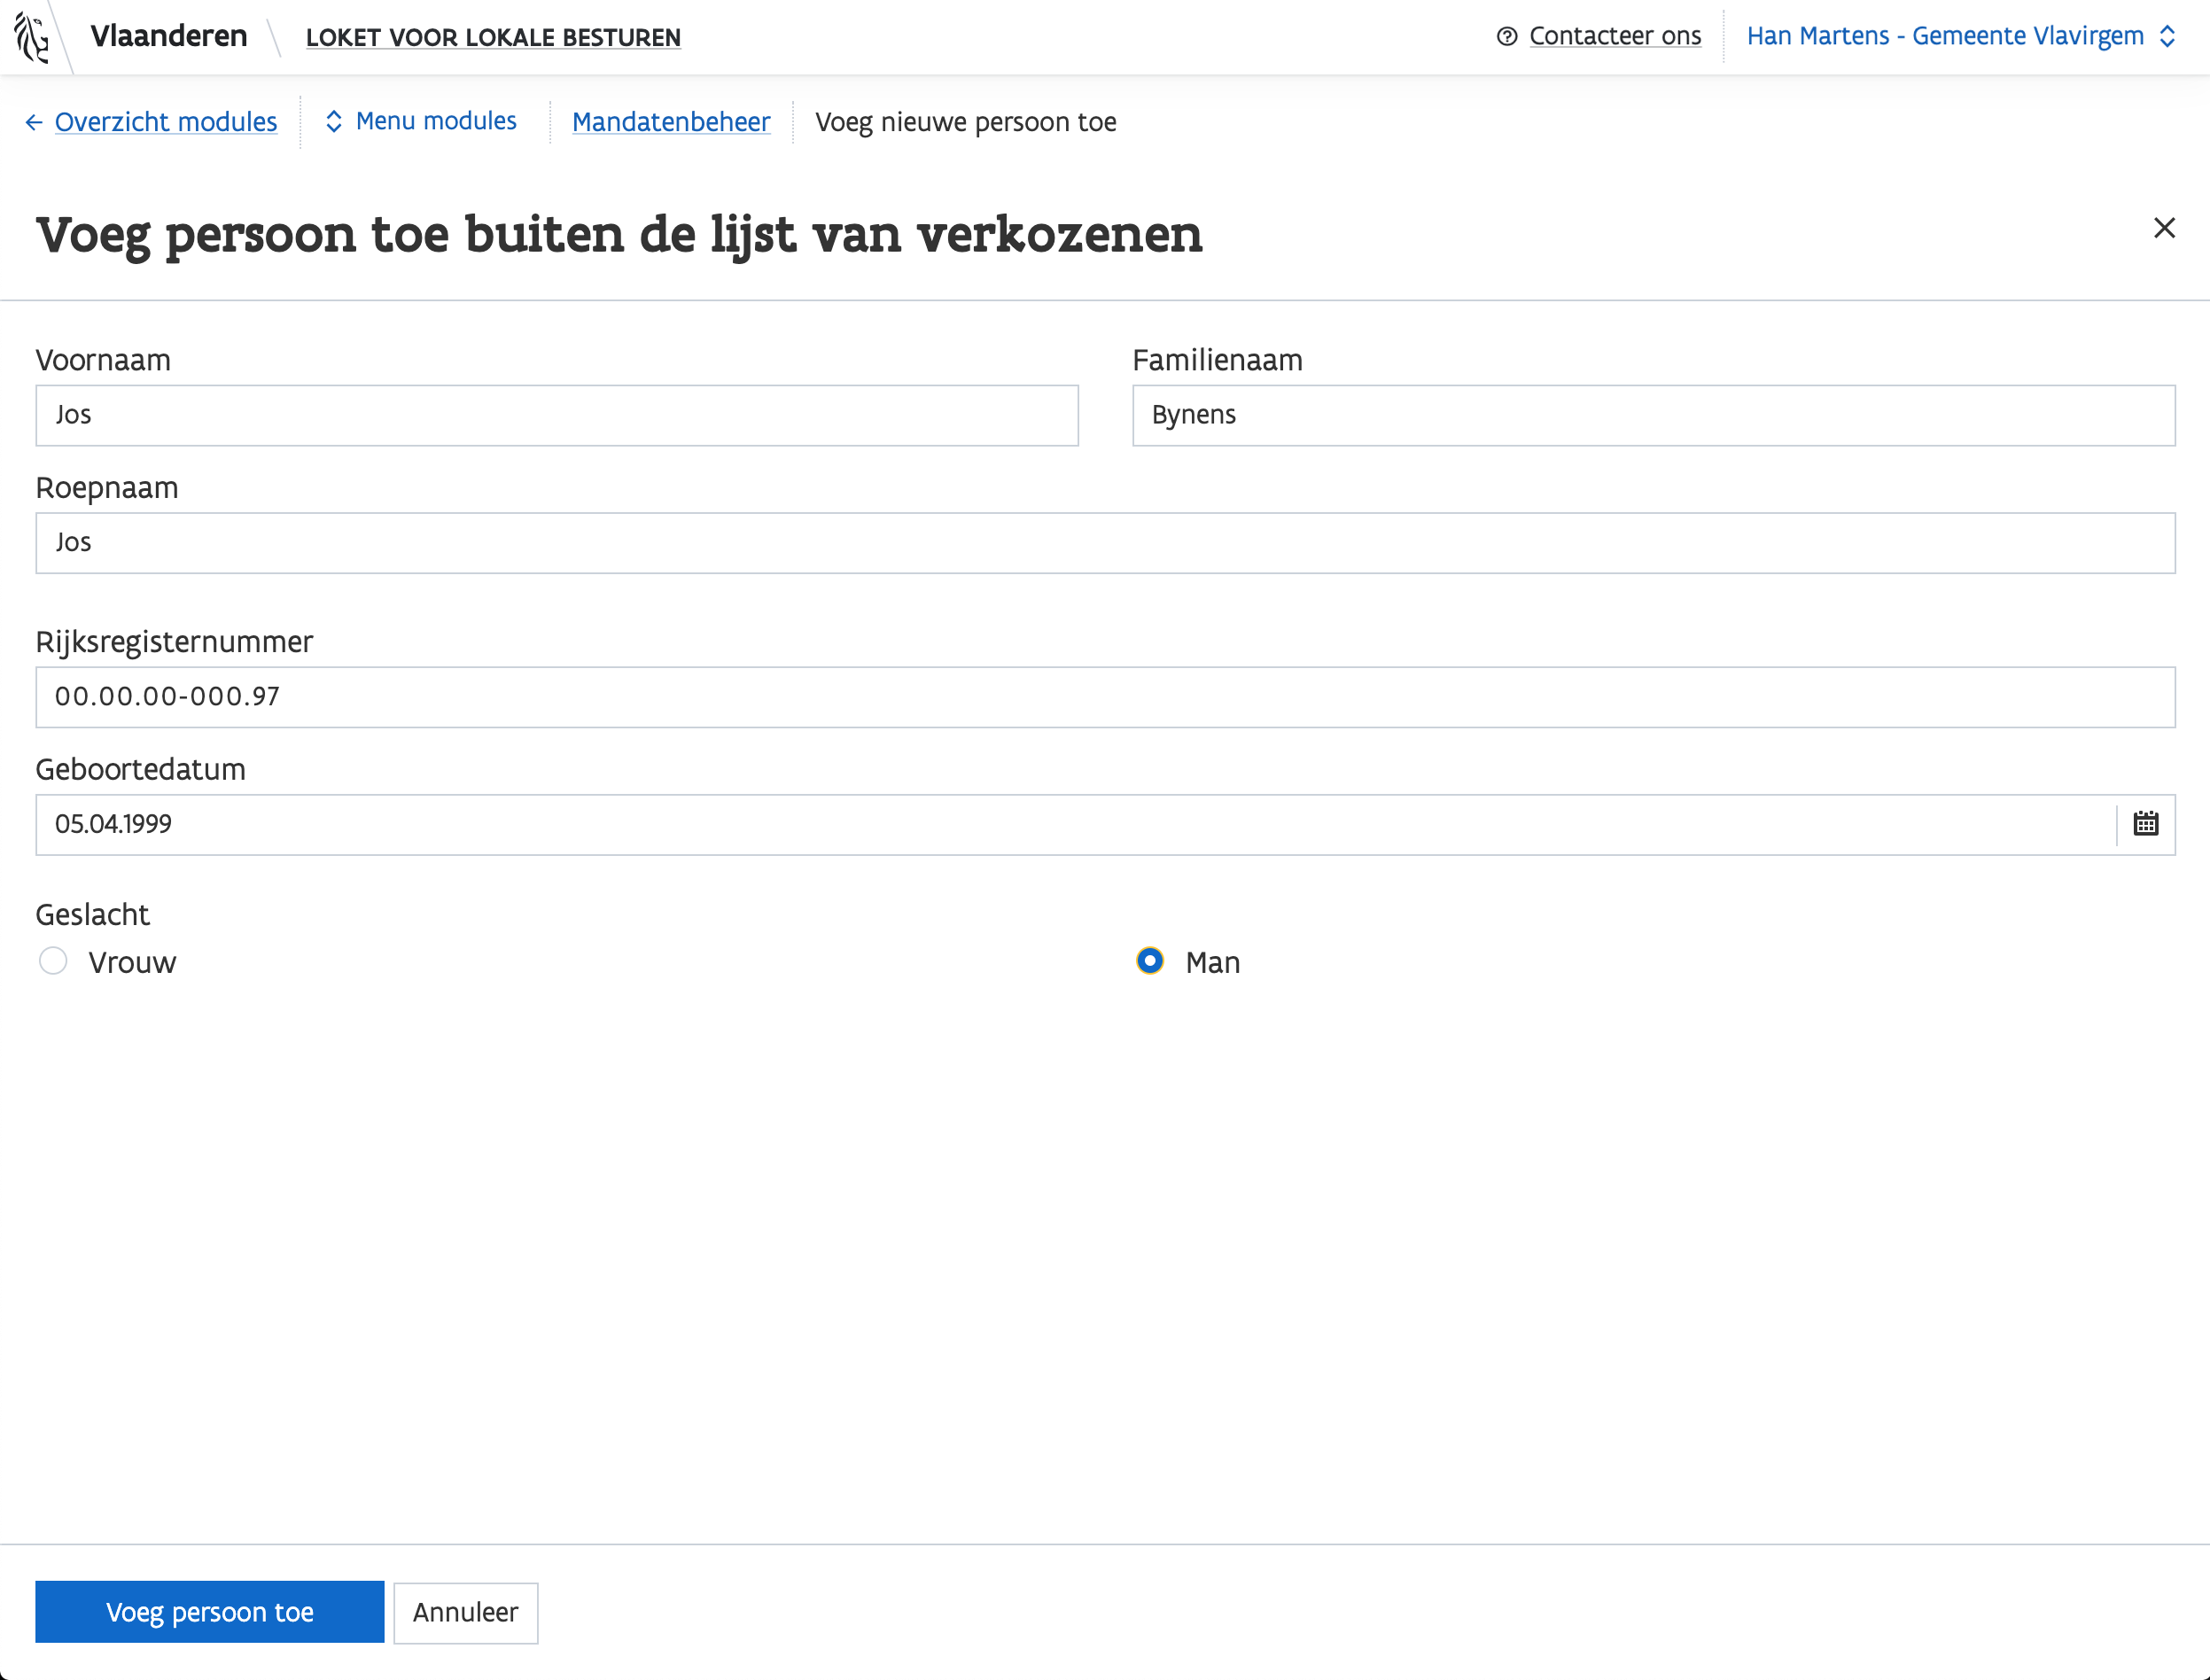 Vlaanderen LOKET VOOR LOKALE BESTUREN Contacteer ons Han Martens - Gemeente Vlavirgem
Overzicht modules Menu modules Mandatenbeheer Voeg nieuwe persoon toe
Voeg persoon toe buiten de lijst van verkozenen
Voornaam Familienaam
Jos Bynens
Roepnaam
Jos
Rijksregisternummer
00.00.00-000.97
Geboortedatum
05.04.1999
Geslacht
Vrouw Man
Voeg persoon toe Annuleer